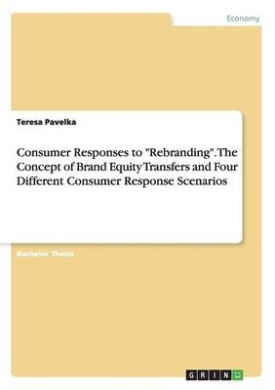 Economy
Teresa Pavelka
Consumer Responses to "Rebranding". The
Concept of Brand Equity Transfers and Four
Different Consumer Response Scenarios
Bachelor Thesis
GRIN